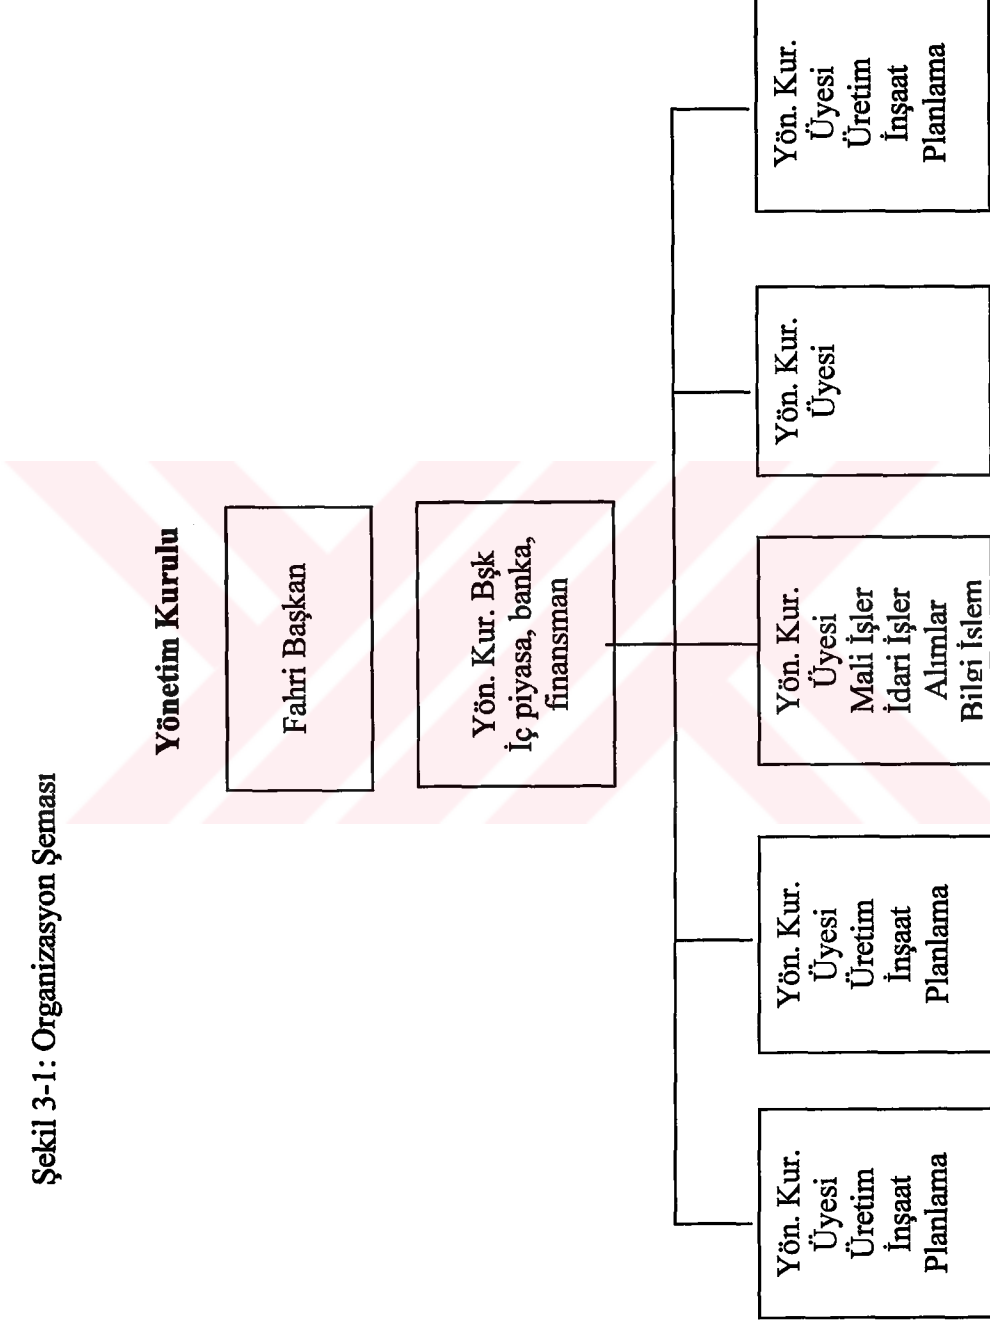 Şekil 3-1: Organizasyon Şeması
Yönetim Kurulu
Fahri Başkan
Yön. Kur. Bşk
İç piyasa, banka,
finansman
Yön. Kur.
Üyesi
Üretim
İnşaat
Planlama
Yön. Kur.
Üyesi
Üretim
İnşaat
Planlama
Yön. Kur.
Üyesi
Mali İşler
İdari İşler
Alımlar
Bilgi İşlem
Yön. Kur.
Üyesi
Yön. Kur.
Üyesi
Üretim
İnşaat
Planlama